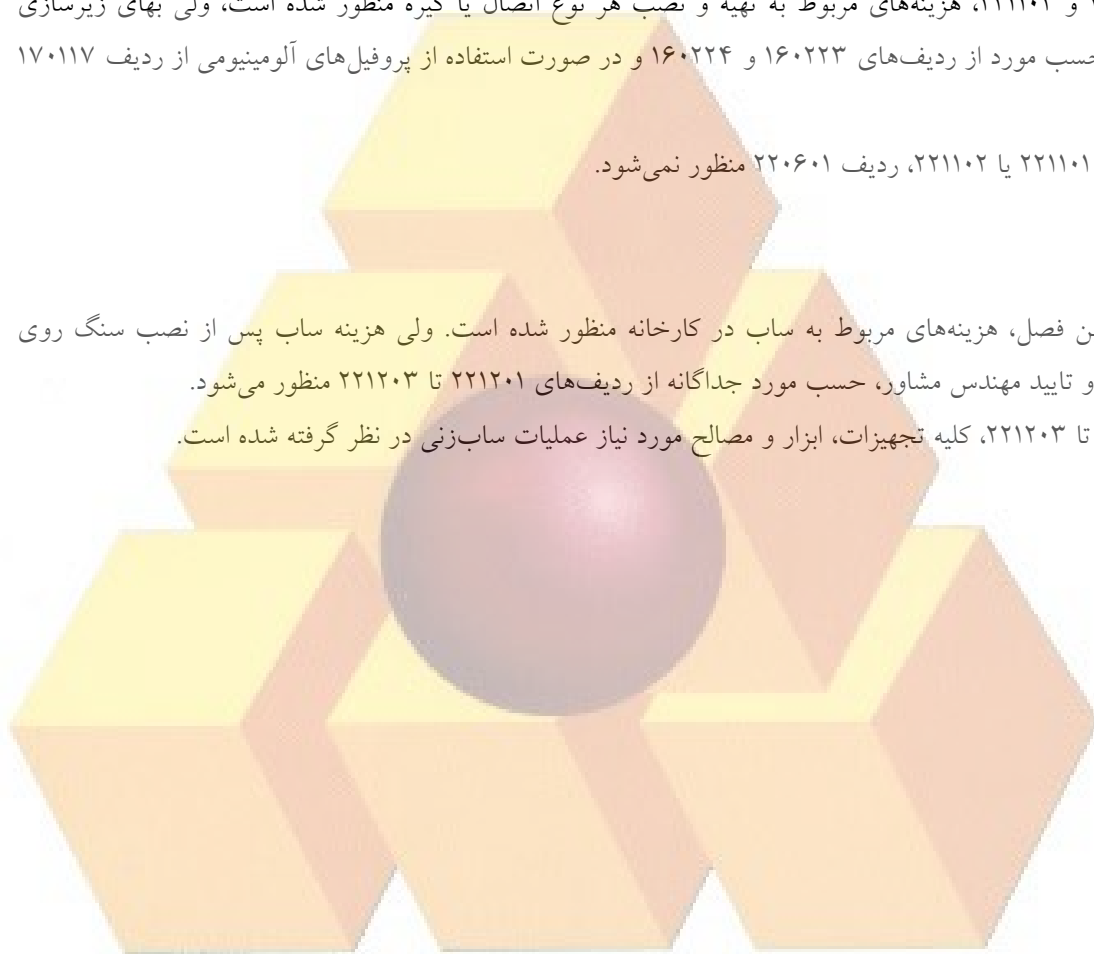 و ۲۲۱۱۰۲، هزینه‌های مربوط به تهیه و نصب هر نوع اتصال یا گیره منظور شده است، ولی بهای زیرسازی
حسب مورد از ردیف‌های ۱۶۰۲۲۳ و ۱۶۰۲۲۴ و در صورت استفاده از پروفیل‌های آلومینیومی از ردیف ۱۷۰۱۱۷
۲۲۱۱۰۱ یا ۲۲۱۱۰۲، ردیف ۲۲۰۶۰۱ منظور نمی‌شود.
ن فصل، هزینه‌های مربوط به ساب در کارخانه منظور شده است. ولی هزینه ساب پس از نصب سنگ روی
و تایید مهندس مشاور، حسب مورد جداگانه از ردیف‌های ۲۲۱۲۰۱ تا ۲۲۱۲۰۳ منظور می‌شود.
تا ۲۲۱۲۰۳، کلیه تجهیزات، ابزار و مصالح مورد نیاز عملیات ساب‌زنی در نظر گرفته شده است.